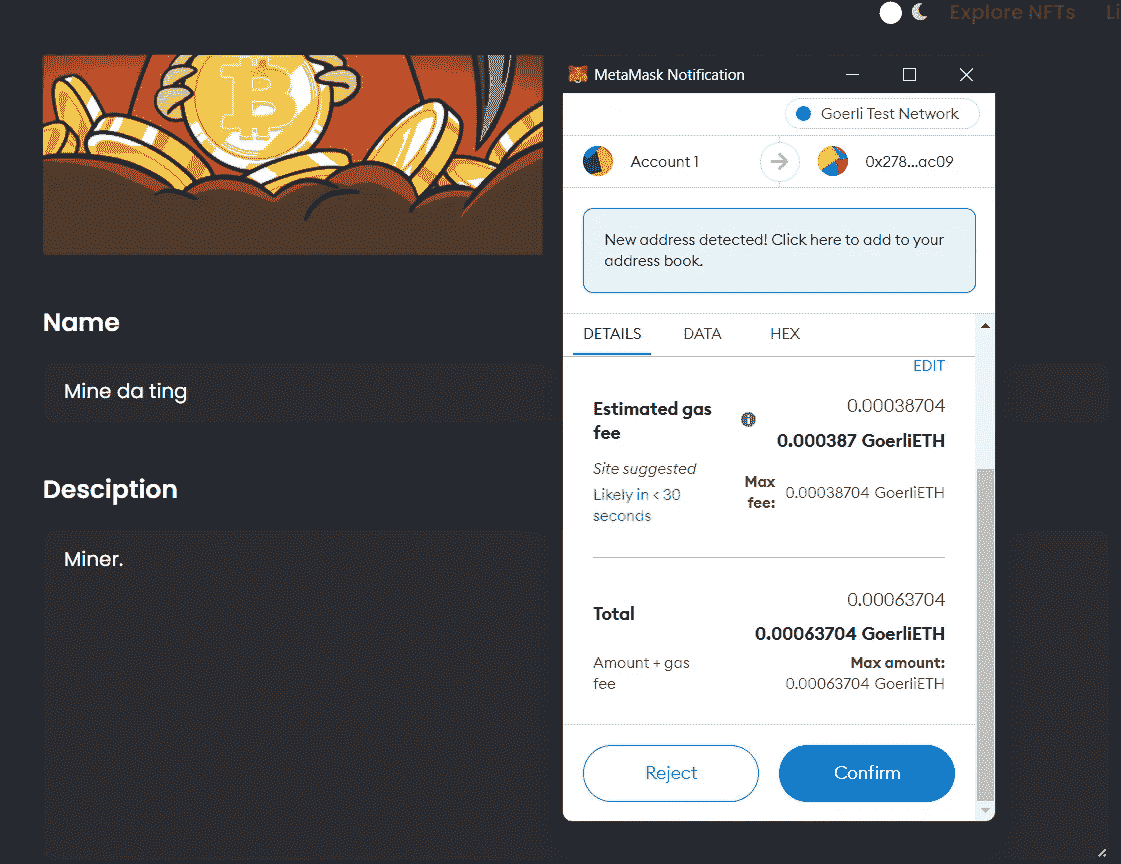 Explore NFTs
Li
MetaMask Notification
Goerli Test Network
Account 1
0x278...ac09
New address detected! Click here to add to your
address book.
DETAILS DATA HEX
EDIT
Estimated gas
fee
0.00038704
0.000387 GoerliETH
Site suggested
Likely in < 30
seconds
Max
fee:
0.00038704 GoerliETH
Total
0.00063704
0.00063704 GoerliETH
Amount + gas
fee
Max amount:
0.00063704 GoerliETH
Reject
Confirm
Name
Mine da ting
Desciption
Miner.